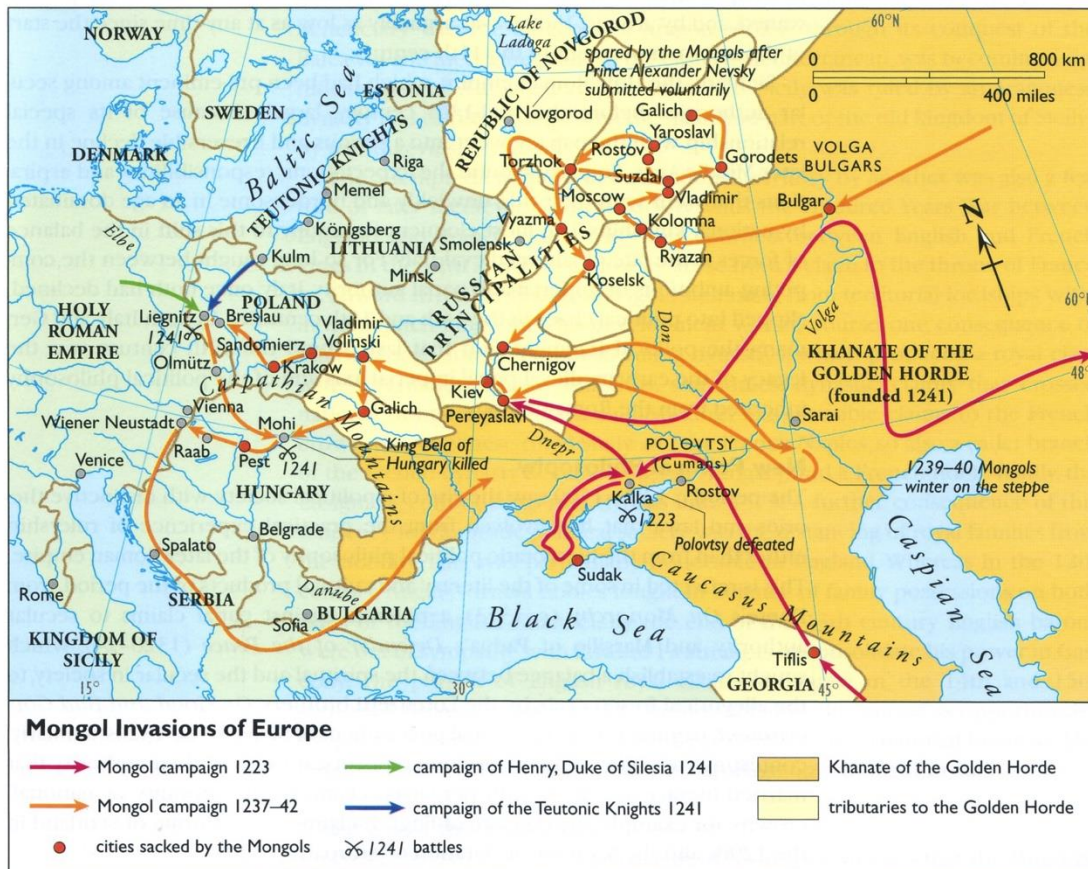 NORWAY
SWEDEN
DENMARK
Baltic Sea
ESTONIA
Lake
Ladoga
REPUBLIC OF NOVGOROD
spared by the Mongols after
Prince Alexander Nevsky
submitted voluntarily
60°N
0 800 km
0 400 miles
Novgorod
Galich
Yaroslavl
Rostov
Torzhok
Suzdal
Gorodets
VOLGA
BULGARS
Riga
TEUTONIC KNIGHTS
Memel
Moscow
Vladimir
Bulgar
Königsberg
Vyazma
Kolomna
N
Elbe
LITHUANIA
Smolensk
Ryazan
Kulm
Minsk
RUSSIAN
PRINCIPALITIES
Koselsk
60°
HOLY
ROMAN
EMPIRE
POLAND
Liegnitz
1241
Breslau
Vladimir
Volinski
Don
Volga
Sandomierz
Chernigov
KHANATE OF THE
GOLDEN HORDE
(founded 1241)
48°
Olmütz
Krakow
Kiev
Carpathian Mountains
Vienna
Galich
Pereyaslavl
Sarai
Wiener Neustadt
Mohi
Dnepr
POLOVTSY
(Cumans)
Raab
Pest
1241
King Bela of
Hungary killed
Venice
HUNGARY
Kalka
1223
Rostov
1239–40 Mongols
winter on the steppe
Belgrade
Polovtsy defeated
Spalato
Sudak
Caucasus Mountains
Caspian Sea
Rome
SERBIA
Danube
BULGARIA
Sofia
Black Sea
KINGDOM OF
SICILY
Tiflis
GEORGIA
15°
30°
45°
Mongol Invasions of Europe
Mongol campaign 1223
campaign of Henry, Duke of Silesia 1241
Khanate of the Golden Horde
Mongol campaign 1237–42
campaign of the Teutonic Knights 1241
tributaries to the Golden Horde
cities sacked by the Mongols
1241 battles